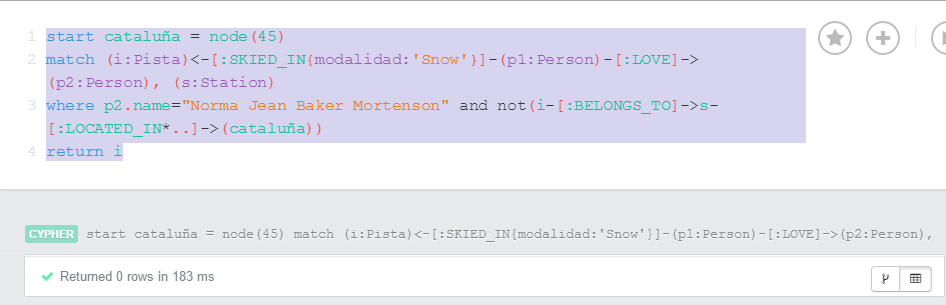 1 start cataluña = node(45)
2 match (i:Pista)<-[:SKIED_IN{modalidad:'Snow'}]-(p1:Person)-[:LOVE]->
(p2:Person), (s:Station)
3 where p2.name="Norma Jean Baker Mortenson" and not(i-[:BELONGS_TO]->s-
[:LOCATED_IN*..]->(cataluña))
4 return i
CYPHER start cataluña = node(45) match (i:Pista)<-[:SKIED_IN{modalidad:'Snow'}]-(p1:Person)-[:LOVE]->(p2:Person),
Returned 0 rows in 183 ms